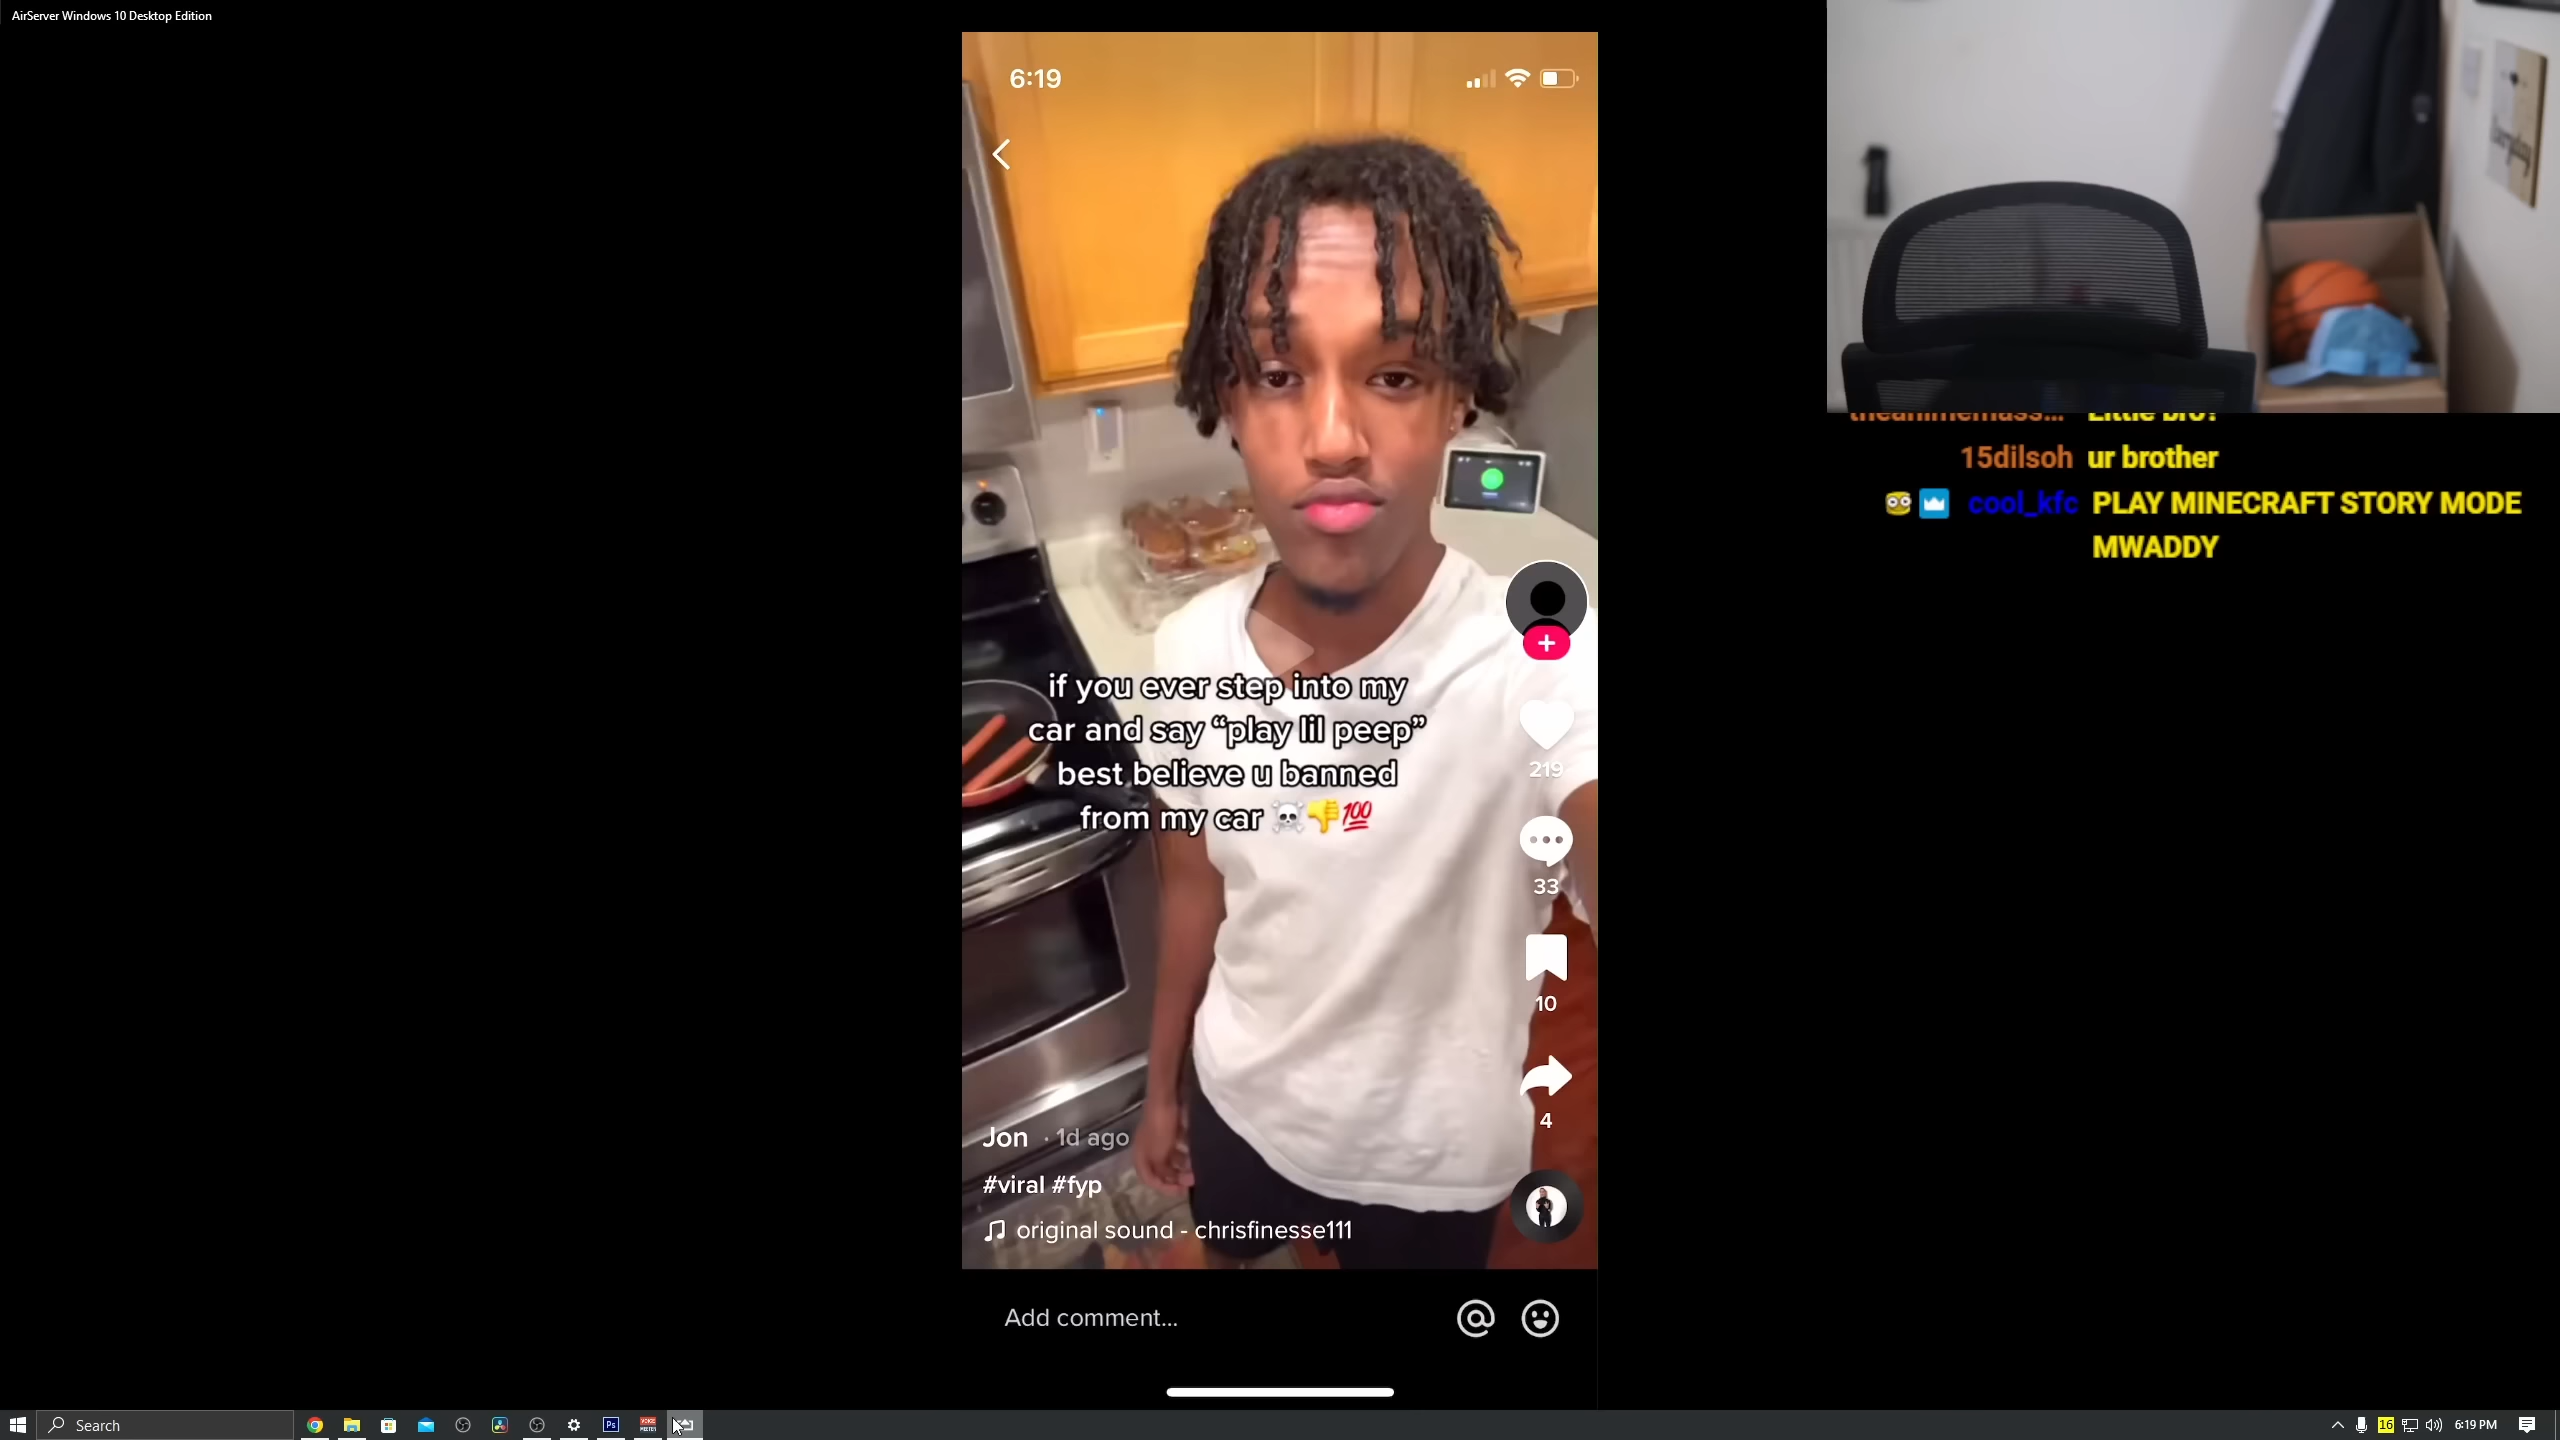 AirServer Windows 10 Desktop Edition
6:19
if you ever step into my
car and say “play lil peep”
best believe u banned
from my car ☠👎💯
219
33
10
4
Jon · 1d ago
#viral #fyp
original sound - chrisfinesse111
Add comment...
15dilsoh ur brother
cool_kfc PLAY MINECRAFT STORY MODE
MWADDY
Search
Ps
16
6:19 PM